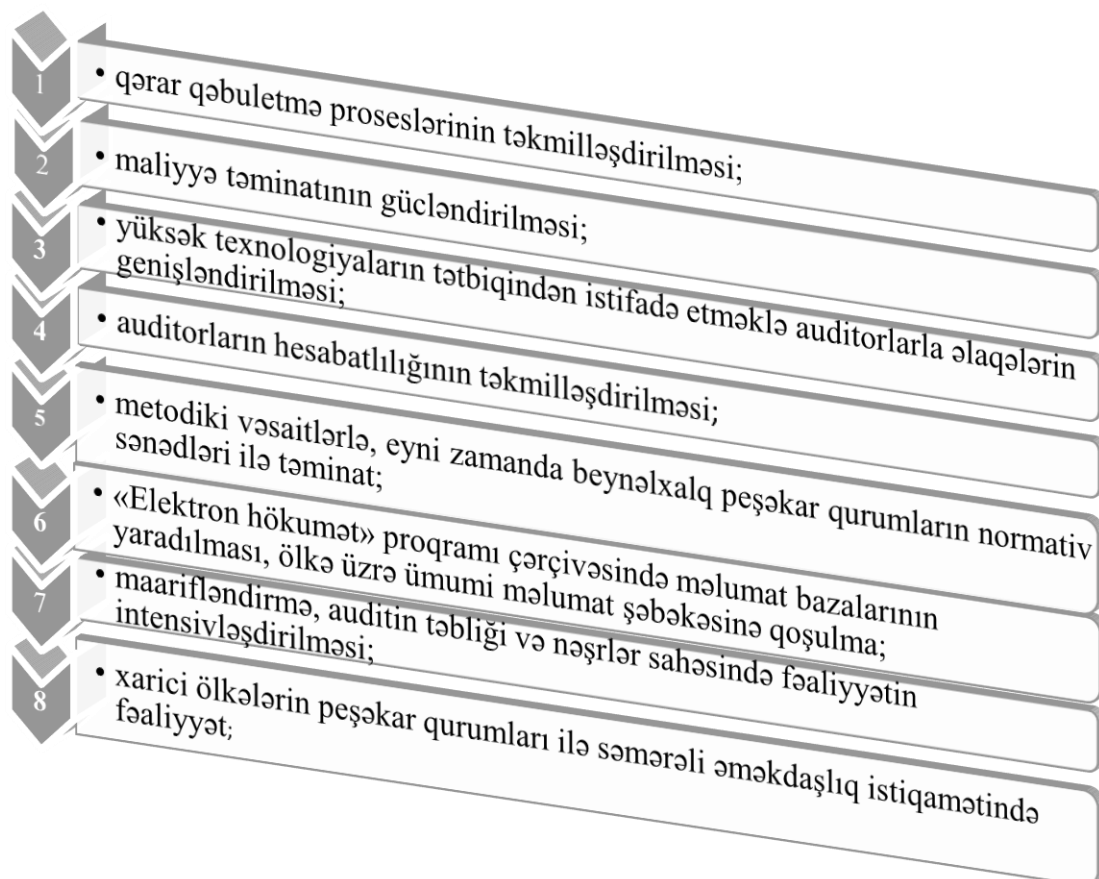 1
• qərar qəbuletmə proseslərinin təkmilləşdirilməsi;
2
• maliyyə təminatının gücləndirilməsi;
3
• yüksək texnologiyaların tətbiqindən istifadə etməklə auditorlarla əlaqələrin
genişləndirilməsi;
4
• auditorların hesabatlılığının təkmilləşdirilməsi;
5
• metodiki vəsaitlərlə, eyni zamanda beynəlxalq peşəkar qurumların normativ
sənədləri ilə təminat;
6
• «Elektron hökumət» proqramı çərçivəsində məlumat bazalarının
yaradılması, ölkə üzrə ümumi məlumat şəbəkəsinə qoşulma;
7
• maarifləndirmə, auditin təbliği və nəşrlər sahəsində fəaliyyətin
intensivləşdirilməsi;
8
• xarici ölkələrin peşəkar qurumları ilə səmərəli əməkdaşlıq istiqamətində
fəaliyyət;